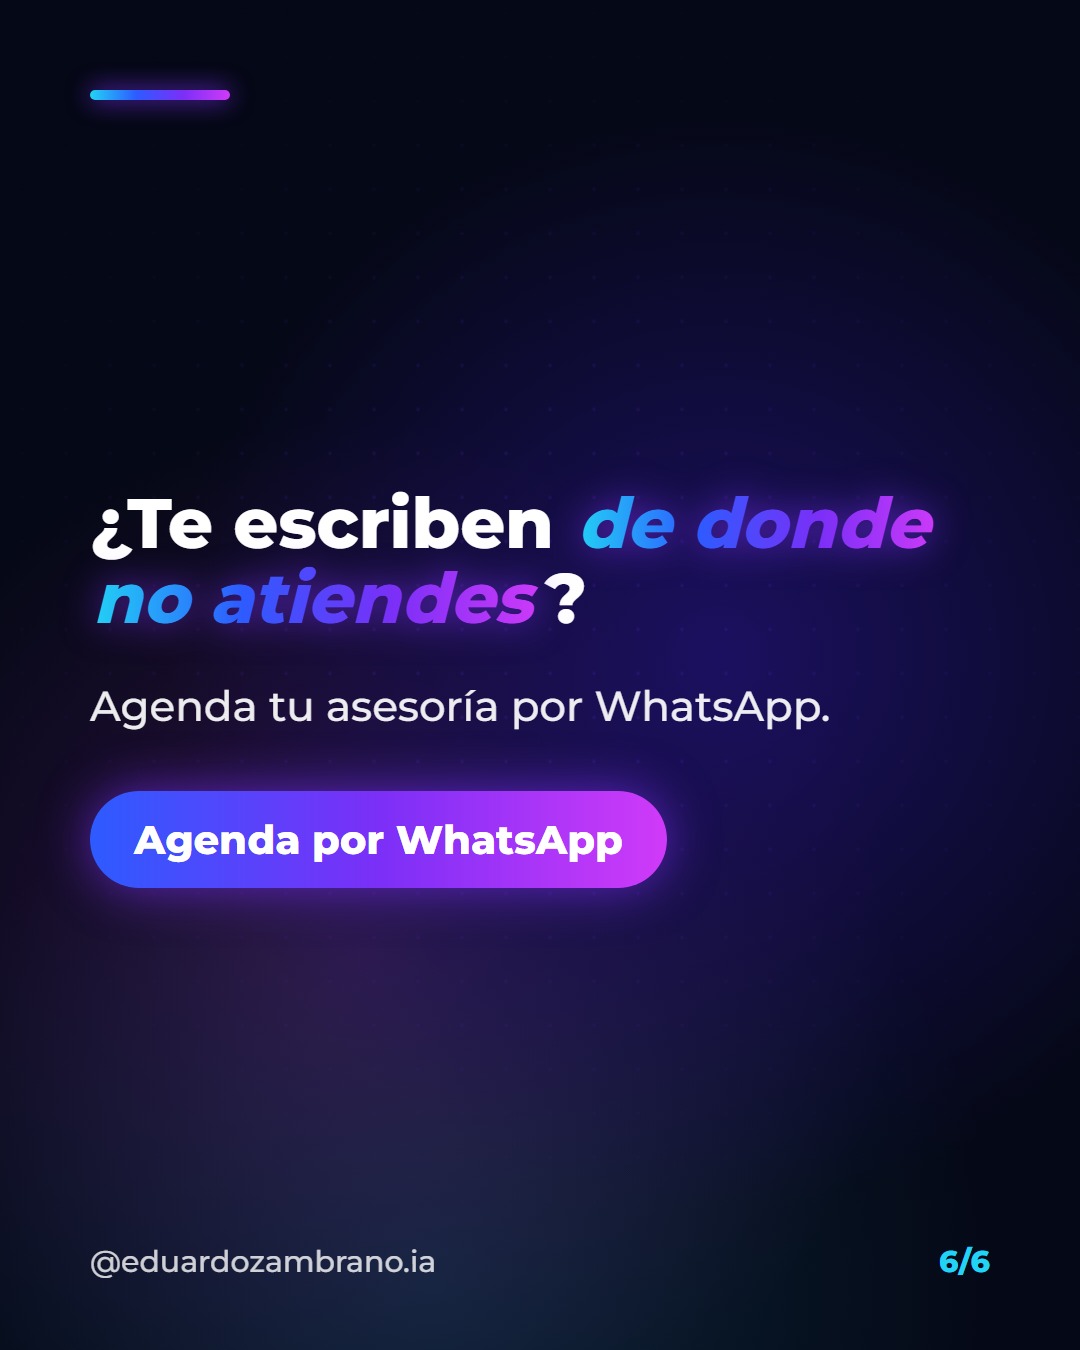 ¿Te escriben de donde
no atiendes?
Agenda tu asesoría por WhatsApp.
Agenda por WhatsApp
@eduardozambrano.ia
6/6